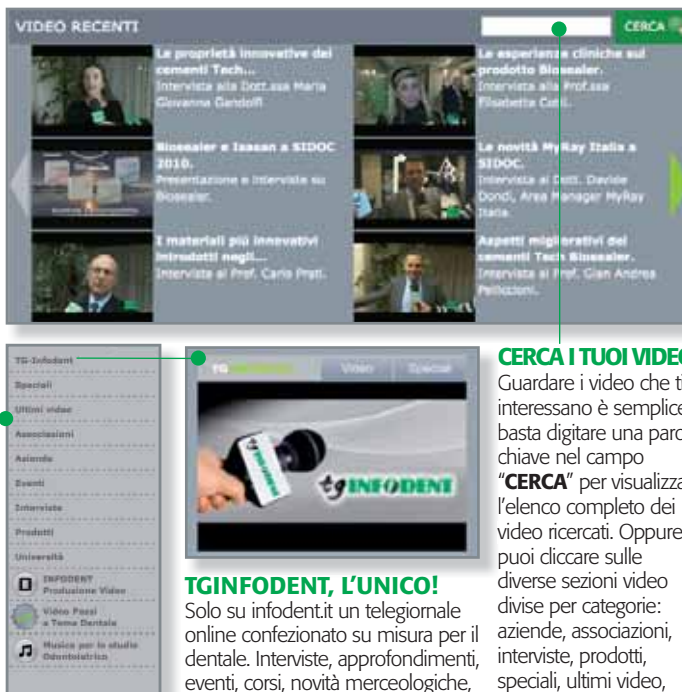 VIDEO RECENTI
CERCA
Le proprietà innovative dei
cementi Tech...
Intervista alla Dott.ssa Maria
Giovanna Gandolfi
Biosealer e Isasan a SIDOC
2010.
Presentazione e interviste su
Biosealer.
I materiali più innovativi
introdotti negli...
Intervista al Prof. Carlo Prati.
Le esperienze cliniche sul
prodotto Biosealer.
Intervista alla Prof.ssa
Elisabetta Cotti.
Le novità MyRay Italia a
SIDOC.
Intervista al Dott. Davide
Dondi, Area Manager MyRay
Italia.
Aspetti migliorativi dei
cementi Tech Biosealer.
Intervista al Prof. Gian Andrea
Pelliccioni.
TG-Infodent
Speciali
Ultimi video
Associazioni
Aziende
Eventi
Interviste
Prodotti
Università
INFODENT
Produzione Video
Video Pazzi
a Tema Dentale
Musica per lo studio
Odontoiatrico
Video
Speciali
tg INFODENT
tgINFODENT
TGINFODENT, L'UNICO!
Solo su infodent.it un telegiornale
online confezionato su misura per il
dentale. Interviste, approfondimenti,
eventi, corsi, novità merceologiche,
CERCA I TUOI VIDEO
Guardare i video che ti
interessano è semplice
basta digitare una paro
chiave nel campo
"CERCA" per visualizza
l'elenco completo dei
video ricercati. Oppure
puoi cliccare sulle
diverse sezioni video
divise per categorie:
aziende, associazioni,
interviste, prodotti,
speciali, ultimi video,